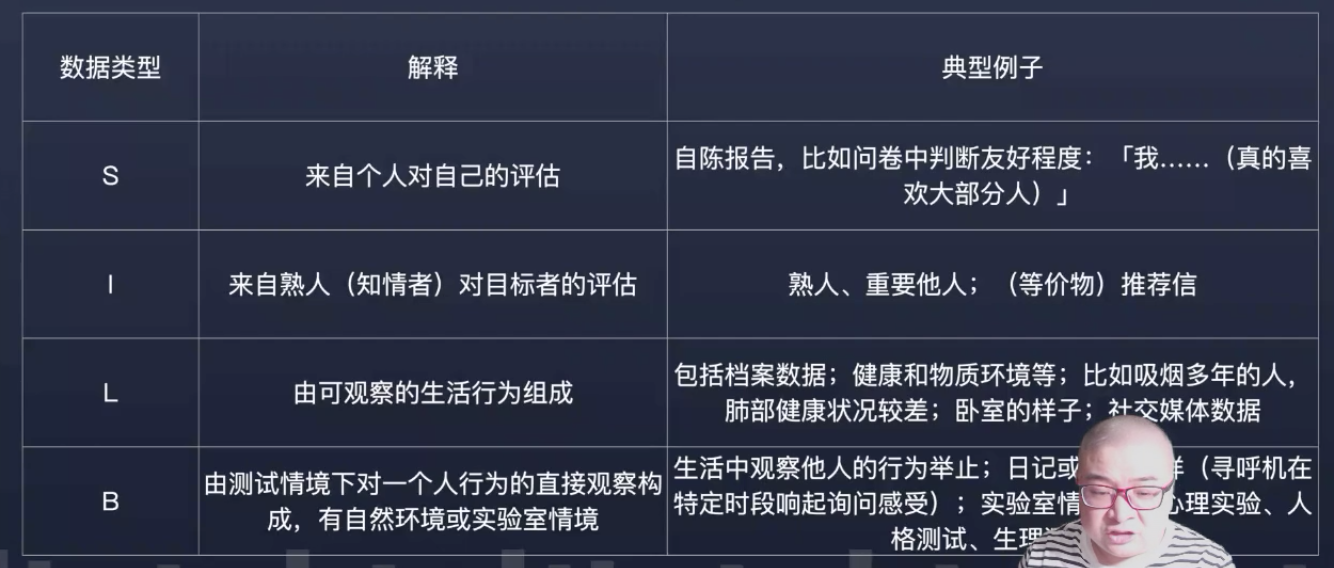 数据类型
解释
典型例子
S
来自个人对自己的评估
自陈报告，比如问卷中判断友好程度：「我……（真的喜
欢大部分人）」
I
来自熟人（知情者）对目标者的评估
熟人、重要他人；（等价物）推荐信
L
由可观察的生活行为组成
包括档案数据；健康和物质环境等；比如吸烟多年的人，
肺部健康状况较差；卧室的样子；社交媒体数据
B
由测试情境下对一个人行为的直接观察构
成，有自然环境或实验室情境
生活中观察他人的行为举止；日记或 （寻呼机在
特定时段响起询问感受）；实验室情 心理实验、人
格测试、生理